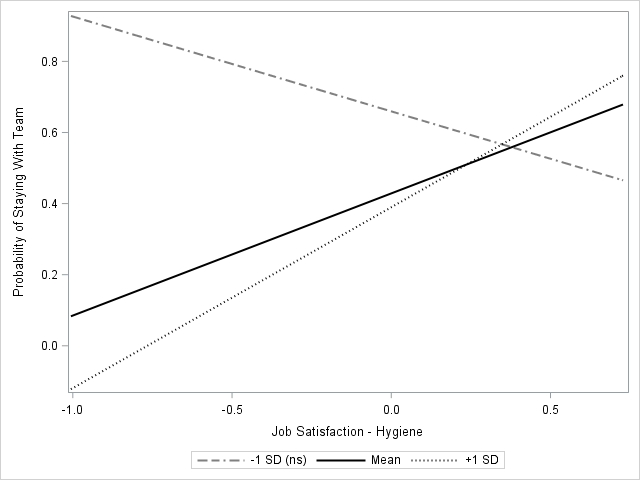 0.8
0.6
0.4
0.2
0.0
Probability of Staying With Team
-1.0 -0.5 0.0 0.5
Job Satisfaction - Hygiene
-1 SD (ns) Mean +1 SD